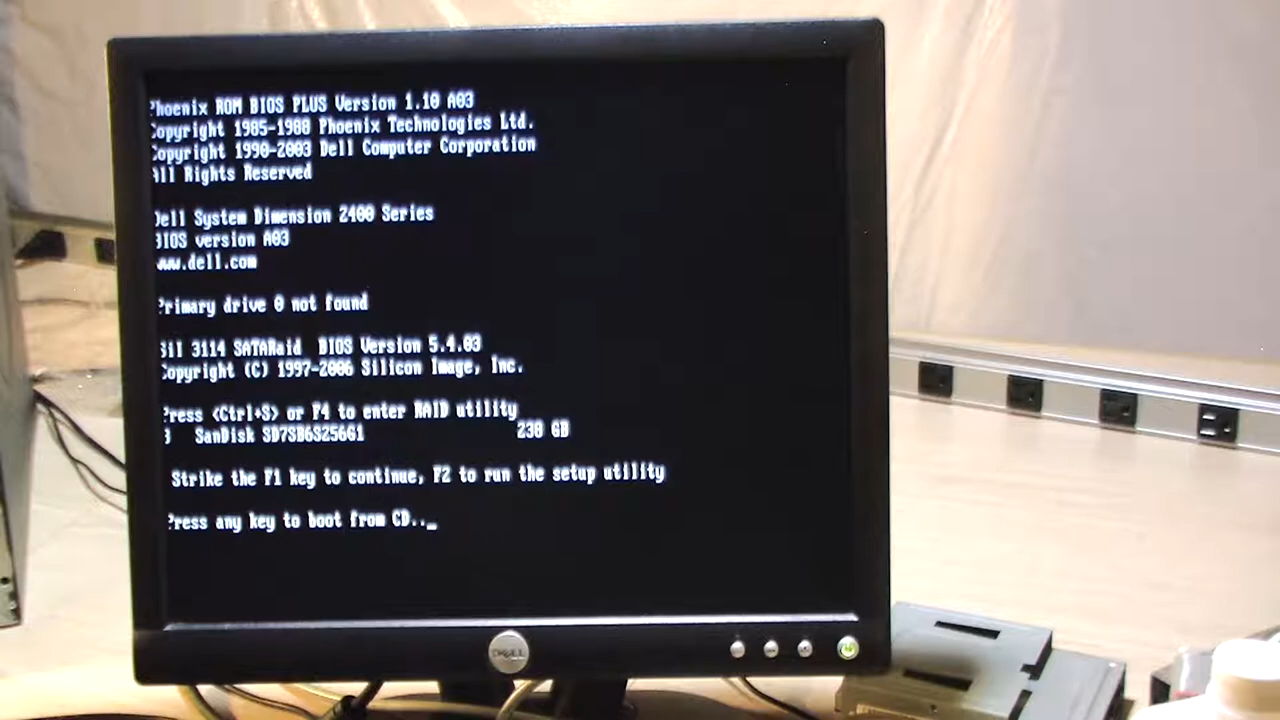 Phoenix ROM BIOS PLUS Version 1.10 A03
Copyright 1985-1988 Phoenix Technologies Ltd.
Copyright 1990-2003 Dell Computer Corporation
All Rights Reserved
Dell System Dimension 2400 Series
BIOS version A03
www.dell.com
Primary drive 0 not found
SiI 3114 SATARaid BIOS Version 5.4.03
Copyright (C) 1997-2006 Silicon Image, Inc.
Press <Ctrl+S> or F4 to enter RAID utility
SanDisk SD7SB6S256G1 238 GB
Strike the F1 key to continue, F2 to run the setup utility
Press any key to boot from CD.._
DELL